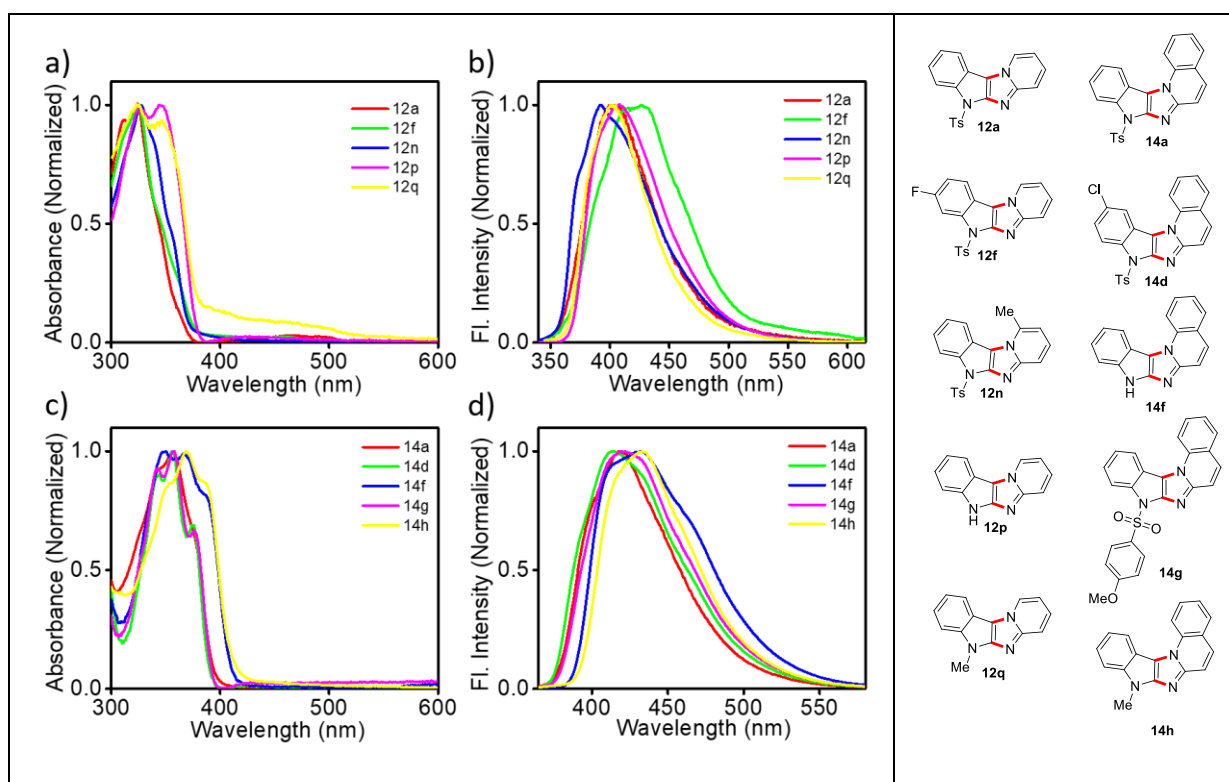 a)
Absorbance (Normalized)
1.0
0.5
0.0
300 400 500 600
Wavelength (nm)
12a
12f
12n
12p
12q
b)
Fl. Intensity (Normalized)
1.0
0.5
0.0
350 400 450 500 550 600
Wavelength (nm)
12a
12f
12n
12p
12q
c)
Absorbance (Normalized)
1.0
0.5
0.0
300 400 500 600
Wavelength (nm)
14a
14d
14f
14g
14h
d)
Fl. Intensity (Normalized)
1.0
0.5
0.0
400 450 500 550
Wavelength (nm)
14a
14d
14f
14g
14h
N
N
N
Ts
12a
N
N
N
Ts
14a
F
N
N
N
Ts
12f
Cl
N
N
N
Ts
14d
Me
N
N
N
Ts
12n
N
N
N
H
14f
N
N
N
H
12p
N
N
N
O
S
O
MeO
14g
N
N
N
Me
12q
N
N
N
Me
14h